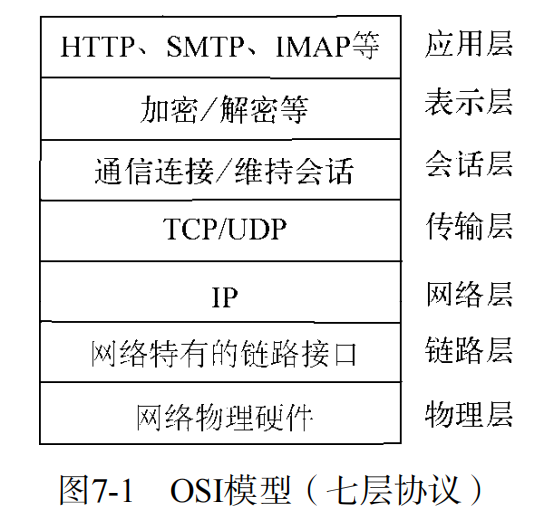 HTTP、SMTP、IMAP等 应用层
加密/解密等 表示层
通信连接/维持会话 会话层
TCP/UDP 传输层
IP 网络层
网络特有的链路接口 链路层
网络物理硬件 物理层
图7-1 OSI模型（七层协议）